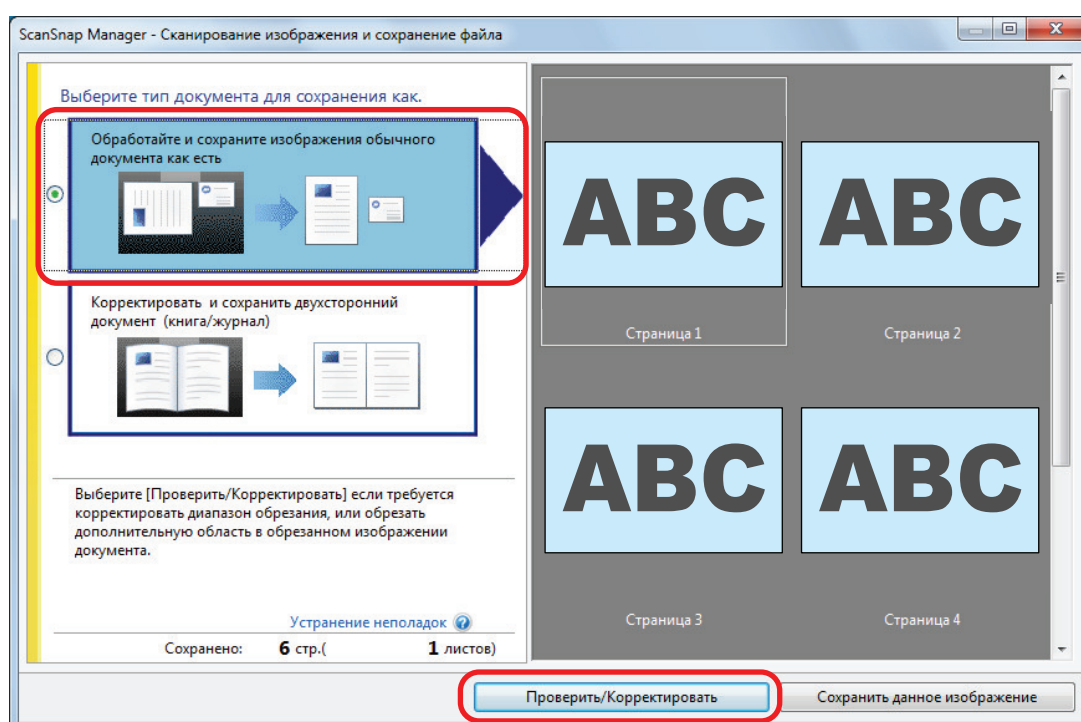 ScanSnap Manager - Сканирование изображения и сохранение файла
Выберите тип документа для сохранения как.
Обработайте и сохраните изображения обычного
документа как есть
Корректировать и сохранить двухсторонний
документ (книга/журнал)
Выберите [Проверить/Корректировать] если требуется
корректировать диапазон обрезания, или обрезать
дополнительную область в обрезанном изображении
документа.
Устранение неполадок
Сохранено: 6 стр.( 1 листов)
ABC ABC
Страница 1 Страница 2
ABC ABC
Страница 3 Страница 4
Проверить/Корректировать Сохранить данное изображение